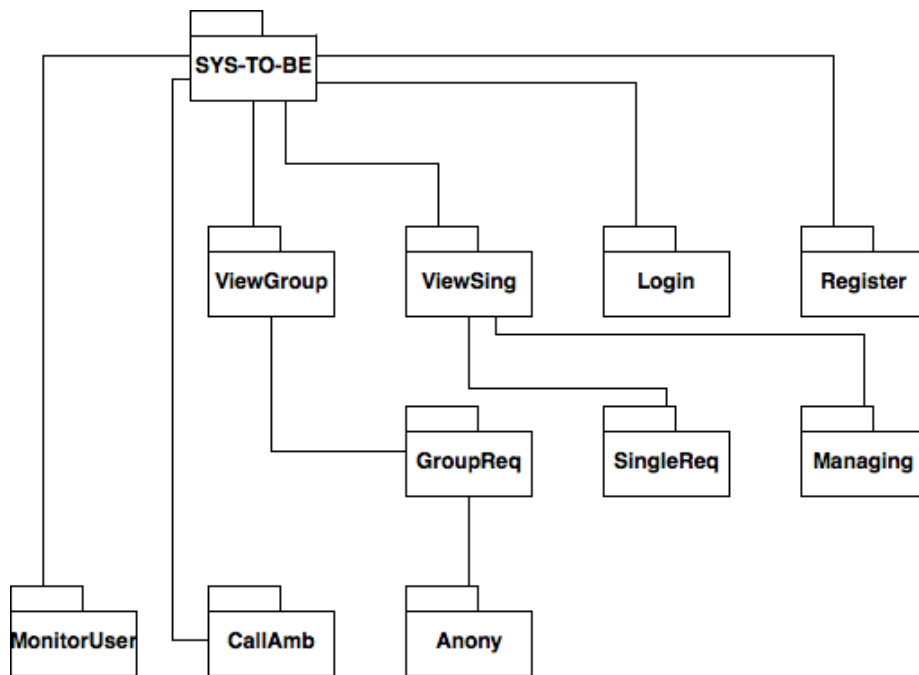 SYS-TO-BE
ViewGroup
ViewSing
Login
Register
GroupReq
SingleReq
Managing
MonitorUser
CallAmb
Anony